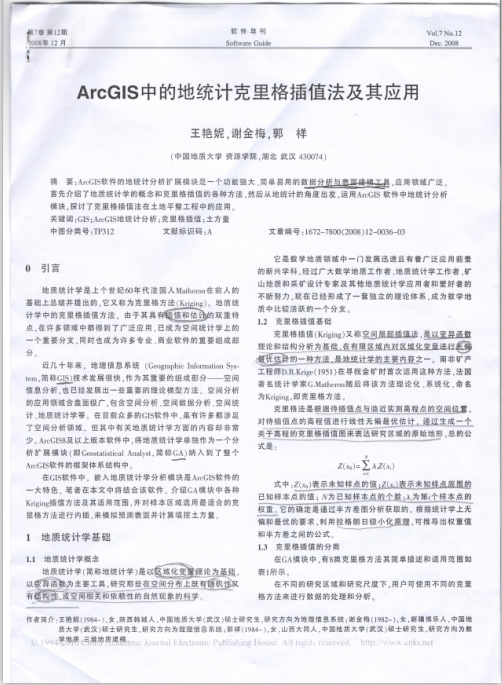 第7卷 第12期
2008年 12月
软件导刊
Software Guide
Vol.7 No.12
Dec. 2008
ArcGIS中的地统计克里格插值法及其应用
王艳妮,谢金梅,郭 祥
(中国地质大学 资源学院,湖北 武汉 430074)
摘 要:ArcGIS软件的地统计分析扩展模块是一个功能强大、简单易用的数据分析与表面建模工具,应用领域广泛。
首先介绍了地质统计学的概念和克里格插值的各种方法,然后从地统计的角度出发,运用ArcGIS 软件中地统计分析
模块,探讨了克里格插值法在土地平整工程中的应用。
关键词:GIS;ArcGIS地统计分析;克里格插值;土方量
中图分类号:TP312 文献标识码:A 文章编号:1672-7800(2008)12-0036-03
0 引言
地质统计学是上个世纪60年代法国人Matheron在前人的
基础上总结并提出的,它又称为克里格方法(Kriging)。地质统
计学中的克里格插值方法、由于其具有插值和估计的双重特
点,在许多领域中都得到了广泛应用,已成为空间统计学上的
一个重要分支,同时也成为许多专业,商业软件的重要组成部
分。
近几十年来，地理信息系统 (Geographic Information Sys-
tem,简称GIS)技术发展很快,作为其重要的组成部分——空间
信息分析,也已经发展出一些重要的理论模型方法。空间分析
的应用领域含盖面极广,包含空间分析、空间数据分析、空间统
计、地质统计学等。在目前众多的GIS软件中,虽有许多都涉足
了空间分析领域，但其中有关地质统计学方面的内容却非常
少。ArcGIS8及以上版本软件中,将地质统计学单独作为一个分
析扩展模块 (即Geostatistical Analyst,简称GA)纳入到了整个
ArcGIS软件的框架体系结构中。
在GIS软件中，嵌入地质统计学分析模块是ArcGIS软件的
一大特色。笔者在本文中将结合该软件，介绍GA模块中各种
Kriging插值方法及其适用范围,并对样本区域选用最适合的克
里格方法进行内插,来模拟预测表面并计算填挖土方量。
1 地质统计学基础
1.1 地质统计学概念
地质统计学(简称地统计学)是以区域化变量理论为基础,
以变异函数为主要工具,研究那些在空间分布上既有随机性又
有结构性,或空间相关和依赖性的自然现象的科学。
它是数学地质领域中一门发展迅速且有着广泛应用前景
的新兴学科,经过广大数学地质工作者、地质统计学工作者、矿
山地质和采矿设计专家及其他地质统计学应用者和爱好者的
不断努力,现在已经形成了一套独立的理论体系,成为数学地
质中比较活跃的一个分支。
1.2 克里格插值基础
克里格插值(Kriging)又称空间局部插值法,是以变异函数
理论和结构分析为基础,在有限区域内对区域化变量进行无偏
最优估计的一种方法,是地统计学的主要内容之一。南非矿产
工程师D.R.Krige(1951)在寻找金矿时首次运用这种方法,法国
著名统计学家G.Matheron随后将该方法理论化、系统化,命名
为Kriging,即克里格方法。
克里格法是根据待插值点与临近实测高程点的空间位置,
对待插值点的高程值进行线性无偏最优估计，通过生成一个
关于高程的克里格插值图来表达研究区域的原始地形。总的公
式是:
Z(x₀)=∑λᵢZ(xᵢ)
式中:Z(x₀)表示未知样点的值;Z(xᵢ)表示未知样点周围的
已知样本点的值；N为已知样本点的个数;λᵢ为第i个样本点的
权重。它的确定是通过半方差图分析获取的,根据统计学上无
偏和最优的要求,利用拉格朗日极小化原理,可推导出权重值
和半方差之间的公式。
1.3 克里格插值的分类
在GA模块中,有8类克里格方法其简单描述和适用范围如
表1所示。
在不同的研究区域和研究尺度下,用户可使用不同的克里
格方法来进行数据的处理和分析。
作者简介:王艳妮(1984-),女,陕西韩城人,中国地质大学(武汉)硕士研究生,研究方向为地理信息系统;谢金梅(1982-),女,新疆博乐人,中国地
质大学(武汉)硕士研究生,研究方向为地理信息系统;郭祥(1984-),女,山西大同人,中国地质大学(武汉)硕士研究生,研究方向为数
学地质、三维地质建模。
Academic Journal Electronic Publishing House. All rights reserved. http://www.cnki.net